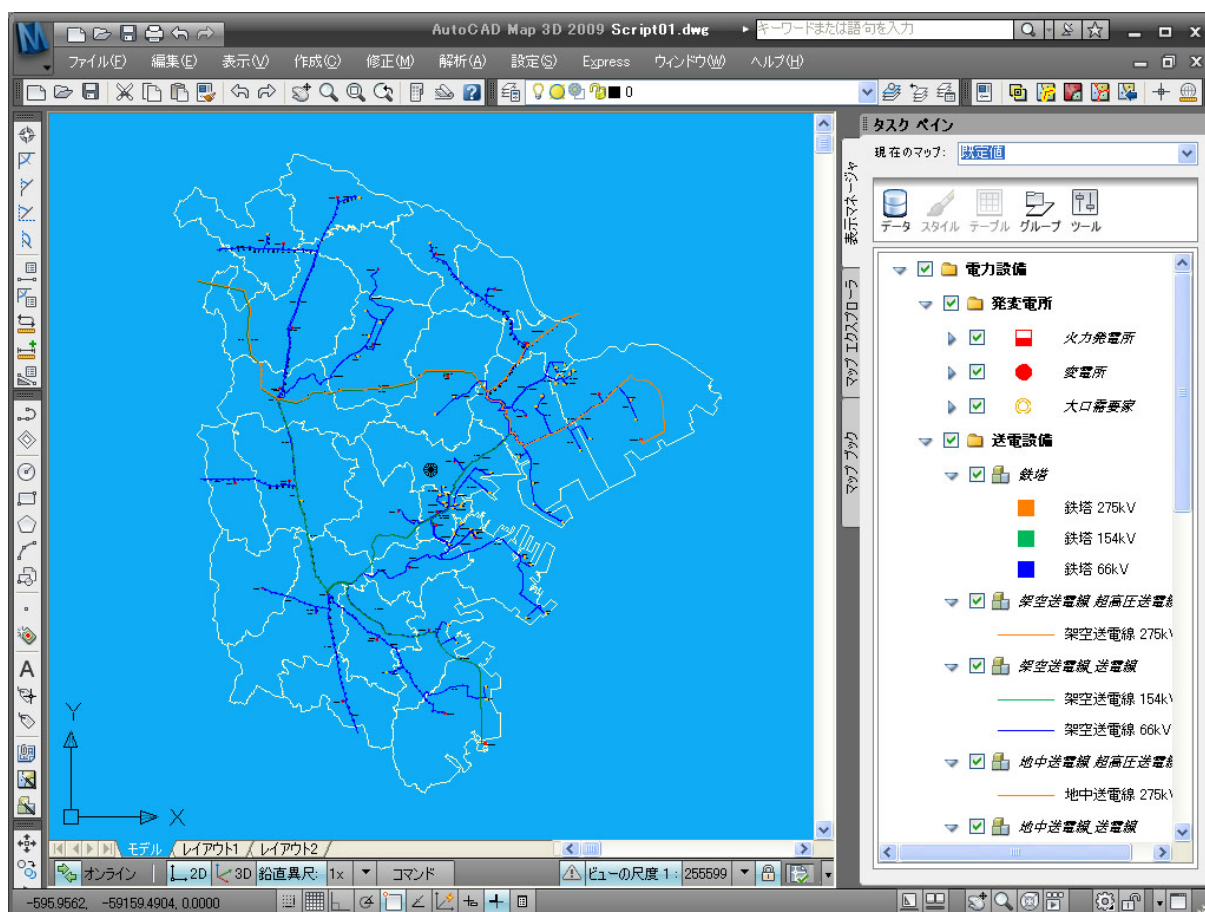 AutoCAD Map 3D 2009 Script01.dwg
キーワードまたは語句を入力
ファイル(F) 編集(E) 表示(V) 作成(C) 修正(M) 解析(A) 設定(S) Express ウィンドウ(W) ヘルプ(H)
0
タスク ペイン
現在のマップ: 既定値
データ スタイル テーブル グループ ツール
表示マネージャ
マップ エクスプローラ
マップ ブック
電力設備
発変電所
火力発電所
変電所
大口需要家
送電設備
鉄塔
鉄塔 275kV
鉄塔 154kV
鉄塔 66kV
架空送電線 超高圧送電線
架空送電線 275kV
架空送電線_送電線
架空送電線 154kV
架空送電線 66kV
地中送電線 超高圧送電線
地中送電線 275kV
地中送電線_送電線
Y
X
モデル レイアウト1 レイアウト2
オンライン 2D 3D 鉛直異尺: 1x コマンド ビューの尺度 1 : 255599
-595.9562, -59159.4904, 0.0000
A